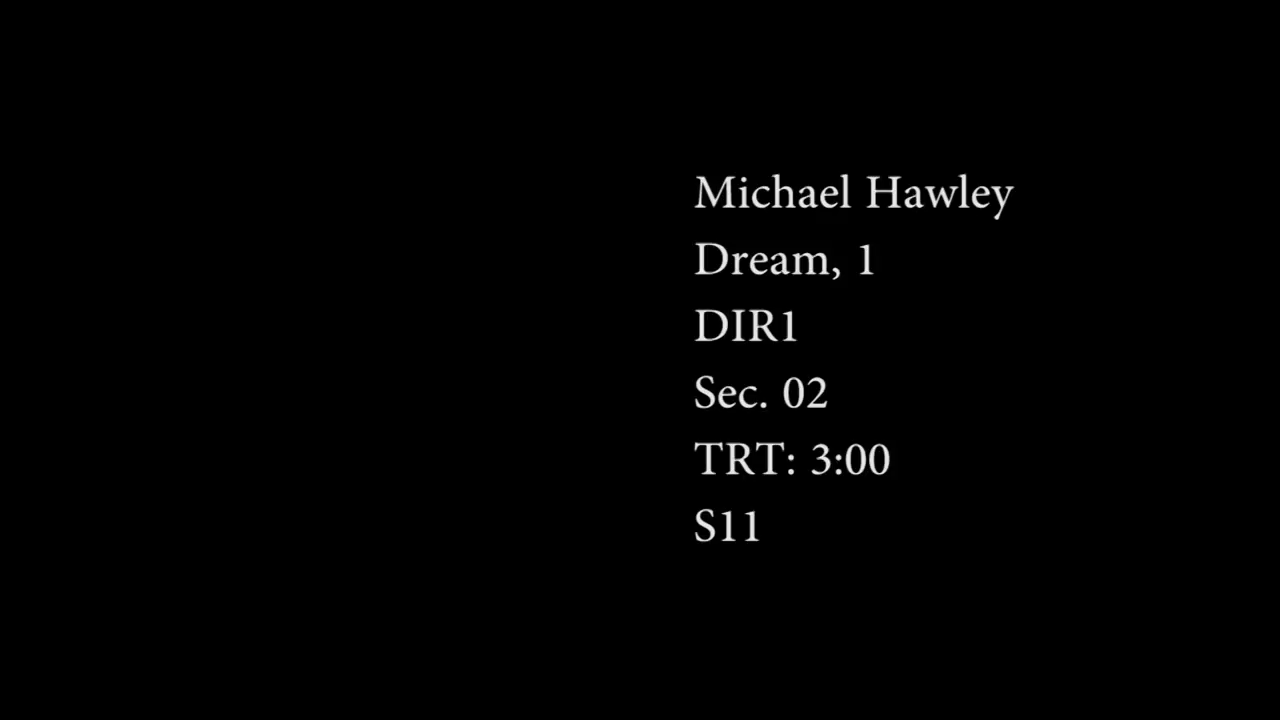 Michael Hawley
Dream, 1
DIR1
Sec. 02
TRT: 3:00
S11